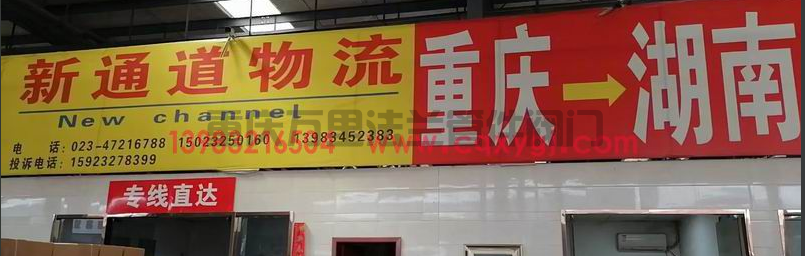 新通道物流
New channel
电 话:023-47216788 15023250160 13983452383
投诉电话:15923278399
重庆→湖南
专线直达